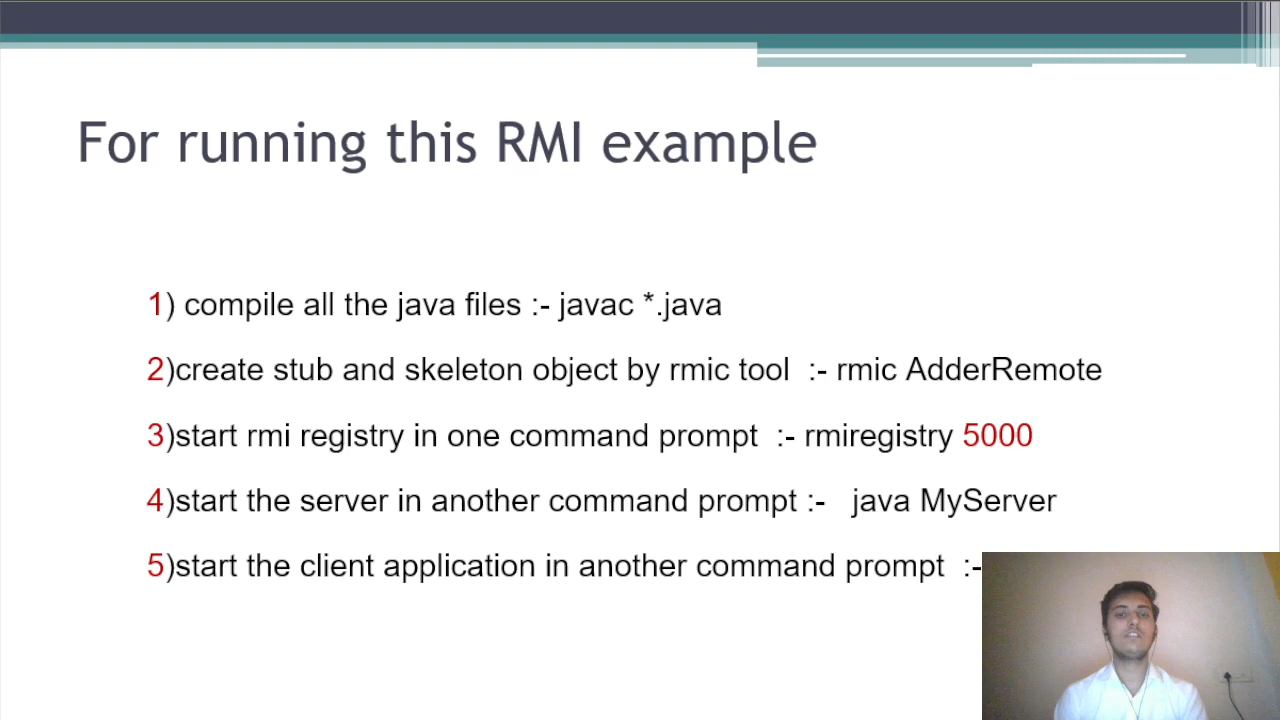 For running this RMI example
1) compile all the java files :- javac *.java
2)create stub and skeleton object by rmic tool :- rmic AdderRemote
3)start rmi registry in one command prompt :- rmiregistry 5000
4)start the server in another command prompt :- java MyServer
5)start the client application in another command prompt :-